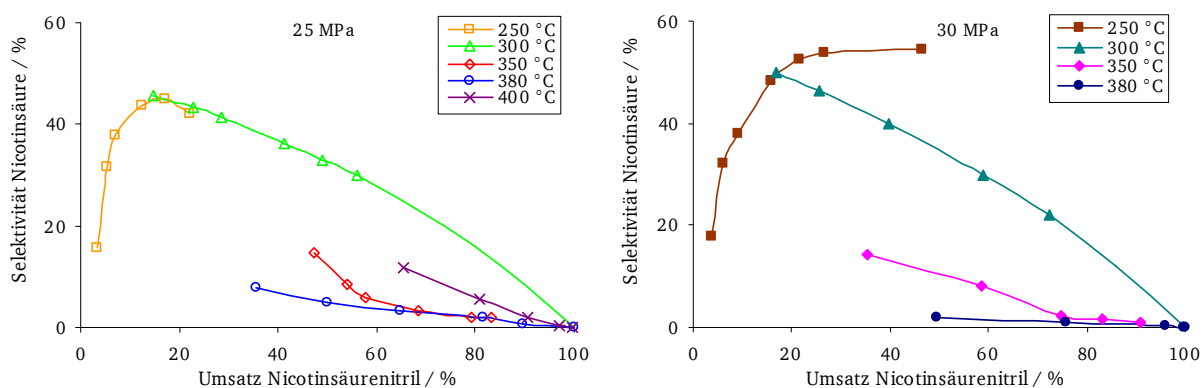 60
40
20
0
Selektivität Nicotinsäure / %
25 MPa
250 °C
300 °C
350 °C
380 °C
400 °C
0 20 40 60 80 100
Umsatz Nicotinsäurenitril / %
60
40
20
0
Selektivität Nicotinsäure / %
30 MPa
250 °C
300 °C
350 °C
380 °C
0 20 40 60 80 100
Umsatz Nicotinsäurenitril / %